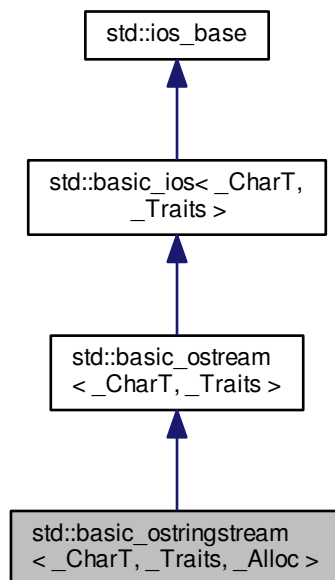 std::ios_base
std::basic_ios< _CharT,
_Traits >
std::basic_ostream
< _CharT, _Traits >
std::basic_ostringstream
< _CharT, _Traits, _Alloc >